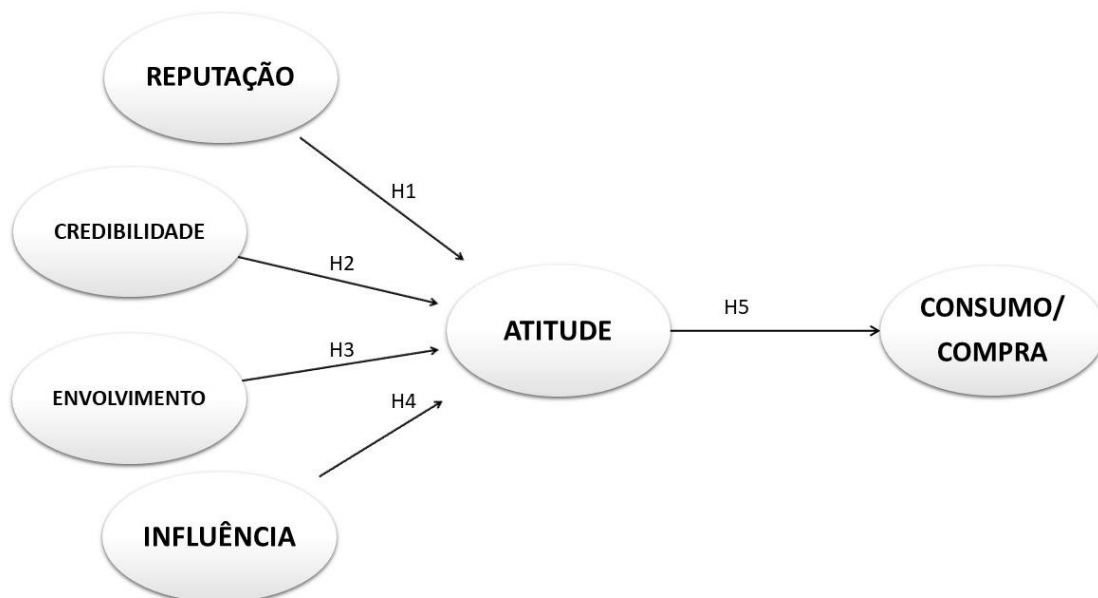 REPUTAÇÃO
H1
CREDIBILIDADE
H2
ATITUDE
H5
CONSUMO/
COMPRA
H3
ENVOLVIMENTO
H4
INFLUÊNCIA